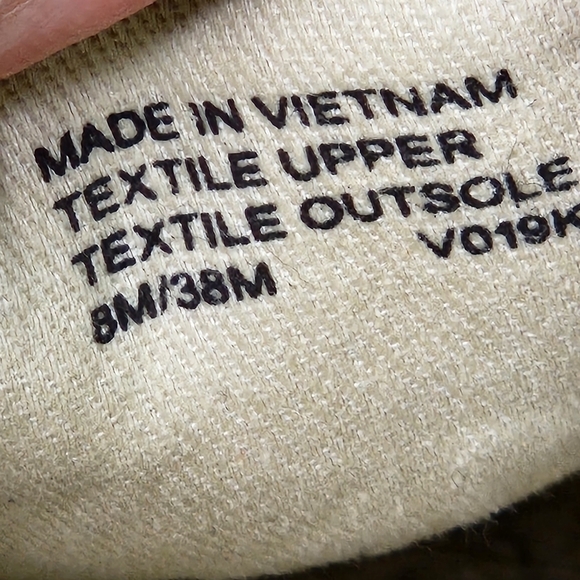 MADE IN VIETNAM
TEXTILE UPPER
TEXTILE OUTSOLE
V019K
8M/38M